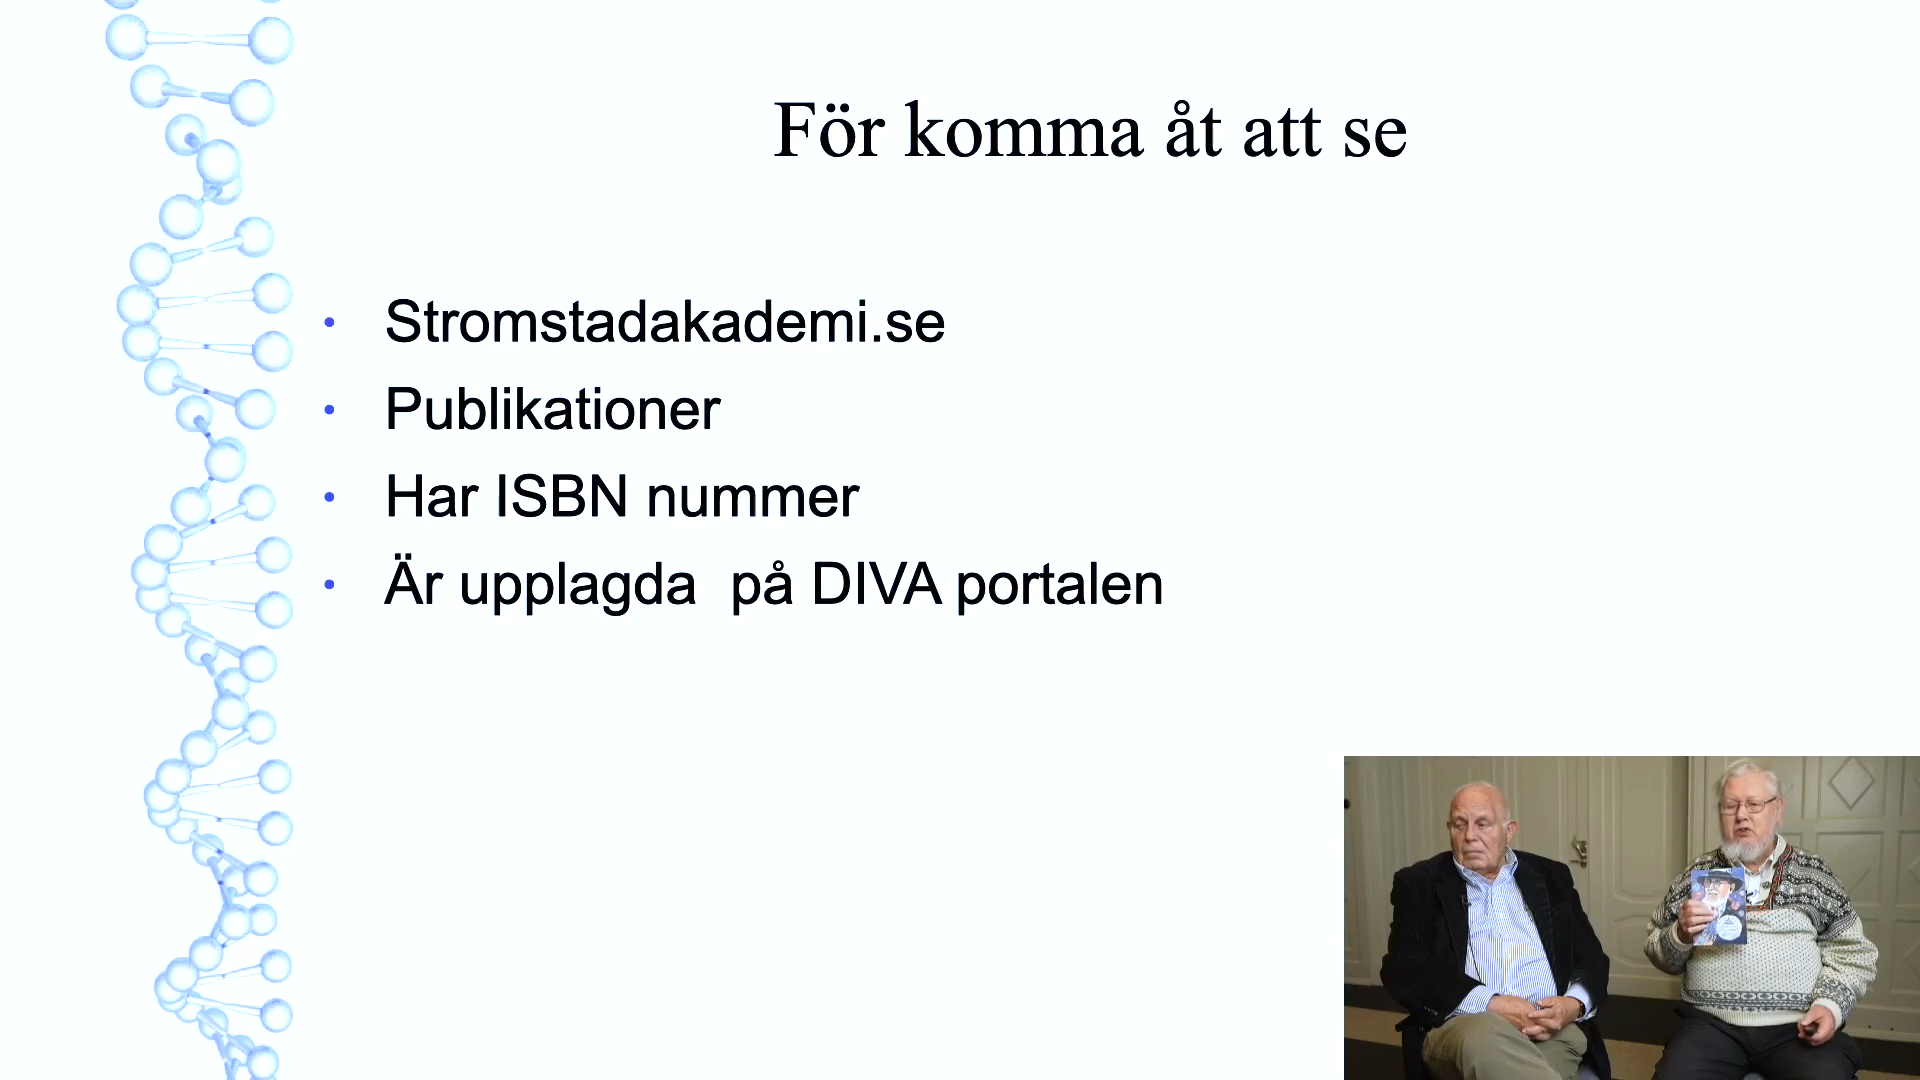 För komma åt att se
Stromstadakademi.se
Publikationer
Har ISBN nummer
Är upplagda på DIVA portalen